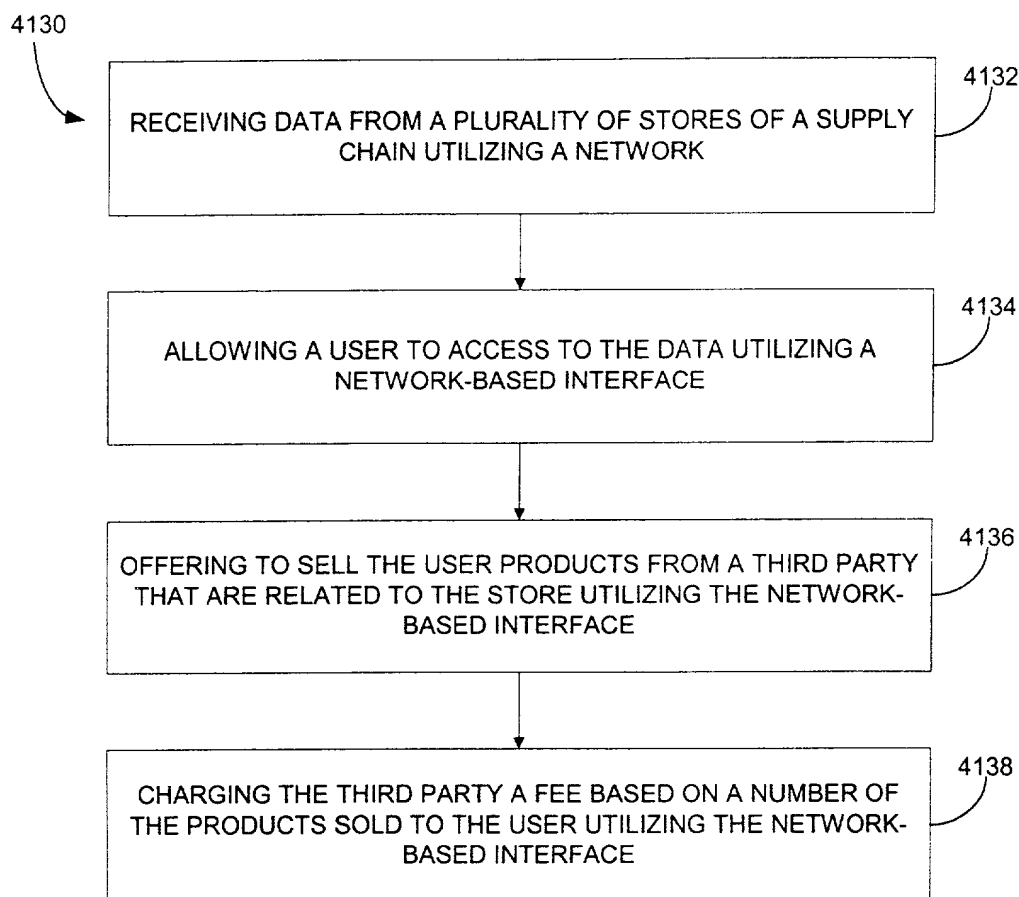 4130
4132
RECEIVING DATA FROM A PLURALITY OF STORES OF A SUPPLY
CHAIN UTILIZING A NETWORK
4134
ALLOWING A USER TO ACCESS TO THE DATA UTILIZING A
NETWORK-BASED INTERFACE
4136
OFFERING TO SELL THE USER PRODUCTS FROM A THIRD PARTY
THAT ARE RELATED TO THE STORE UTILIZING THE NETWORK-
BASED INTERFACE
4138
CHARGING THE THIRD PARTY A FEE BASED ON A NUMBER OF
THE PRODUCTS SOLD TO THE USER UTILIZING THE NETWORK-
BASED INTERFACE